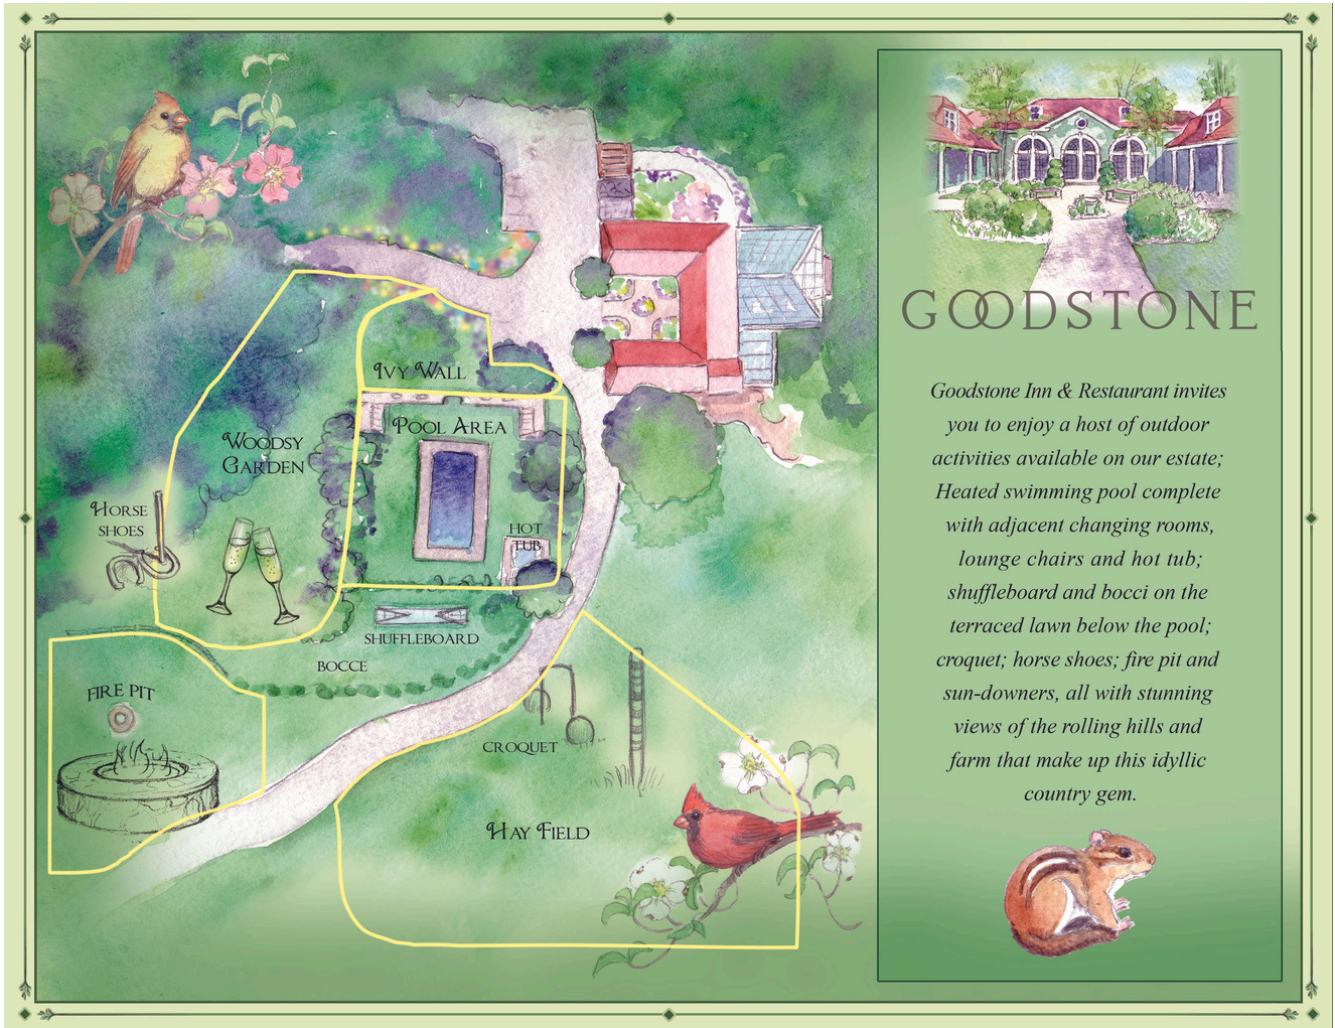 GOODSTONE
Goodstone Inn & Restaurant invites
you to enjoy a host of outdoor
activities available on our estate;
Heated swimming pool complete
with adjacent changing rooms,
lounge chairs and hot tub;
shuffleboard and bocci on the
terraced lawn below the pool;
croquet; horse shoes; fire pit and
sun-downers, all with stunning
views of the rolling hills and
farm that make up this idyllic
country gem.
IVY WALL
POOL AREA
WOODSY
GARDEN
HORSE
SHOES
HOT
TUB
SHUFFLEBOARD
BOCCE
FIRE PIT
CROQUET
HAY FIELD